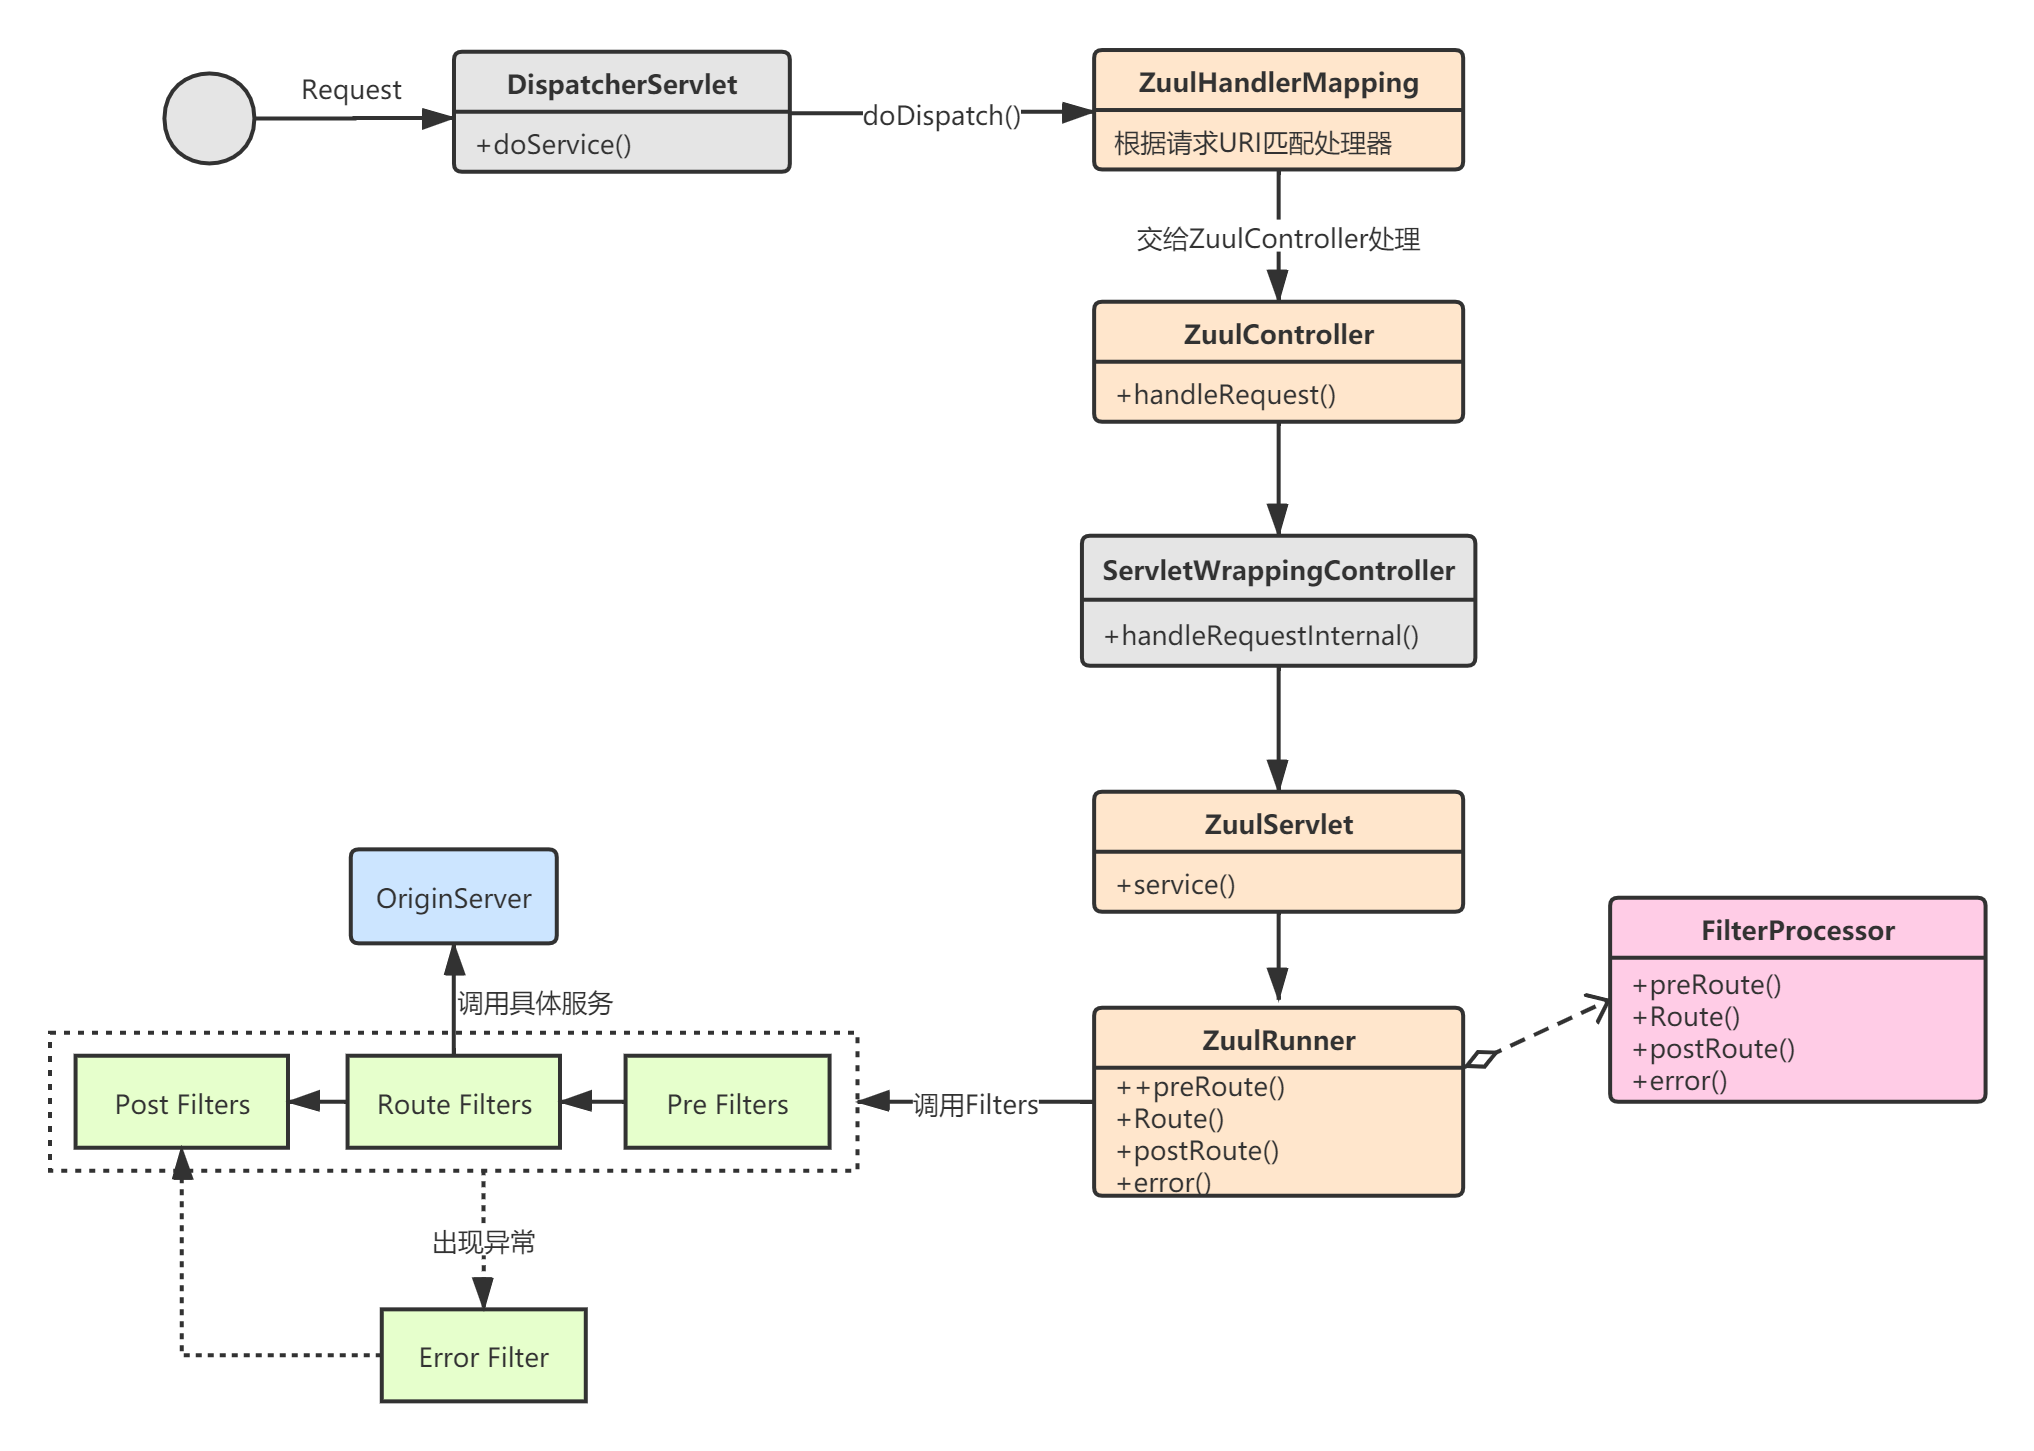 Request
DispatcherServlet
+doService()
doDispatch()
ZuulHandlerMapping
根据请求URI匹配处理器
交给ZuulController处理
ZuulController
+handleRequest()
ServletWrappingController
+handleRequestInternal()
ZuulServlet
+service()
ZuulRunner
++preRoute()
+Route()
+postRoute()
+error()
FilterProcessor
+preRoute()
+Route()
+postRoute()
+error()
调用Filters
OriginServer
调用具体服务
Post Filters
Route Filters
Pre Filters
出现异常
Error Filter